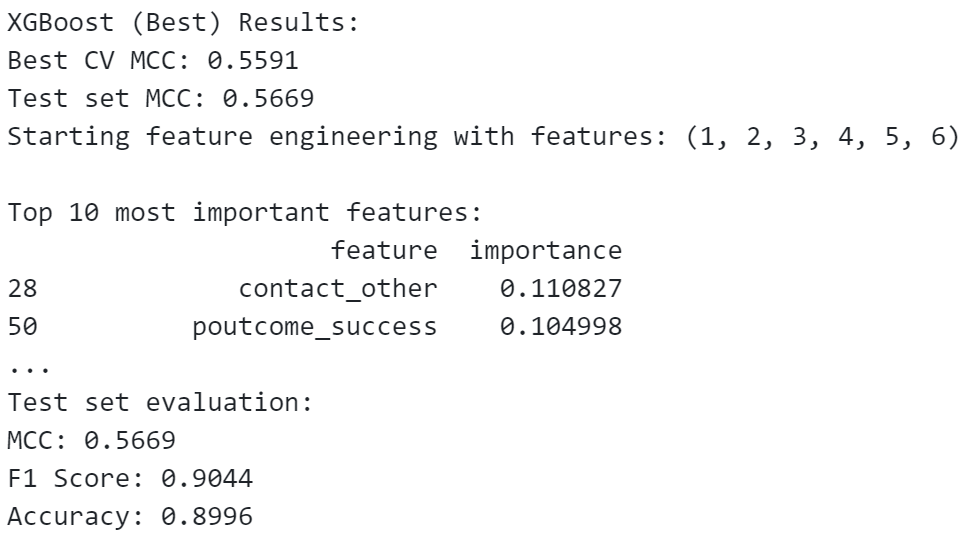 XGBoost (Best) Results:
Best CV MCC: 0.5591
Test set MCC: 0.5669
Starting feature engineering with features: (1, 2, 3, 4, 5, 6)
Top 10 most important features:
feature importance
28 contact_other 0.110827
50 poutcome_success 0.104998
...
Test set evaluation:
MCC: 0.5669
F1 Score: 0.9044
Accuracy: 0.8996